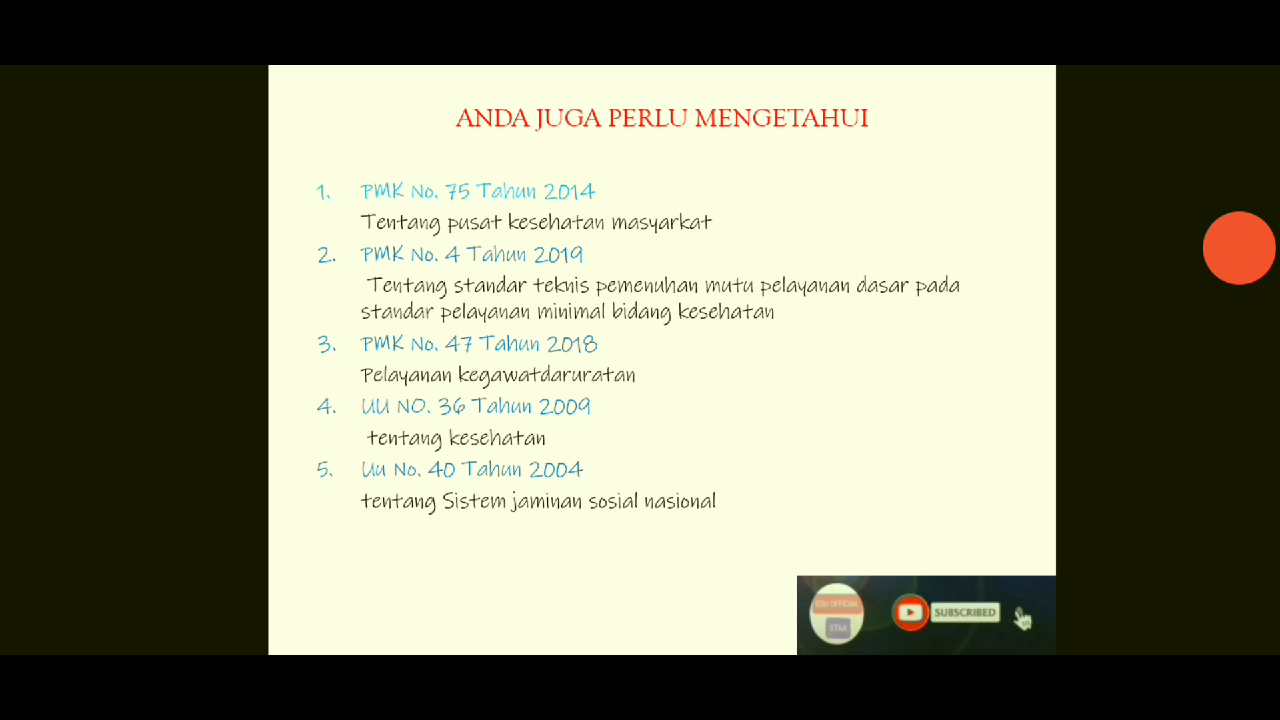 ANDA JUGA PERLU MENGETAHUI
1. PMK No. 75 Tahun 2014
Tentang pusat kesehatan masyarkat
2. PMK No. 4 Tahun 2019
Tentang standar teknis pemenuhan mutu pelayanan dasar pada
standar pelayanan minimal bidang kesehatan
3. PMK No. 47 Tahun 2018
Pelayanan kegawatdaruratan
4. UU NO. 36 Tahun 2009
tentang kesehatan
5. Uu No. 40 Tahun 2004
tentang Sistem jaminan sosial nasional
EDU OFFICIAL
STAR
SUBSCRIBED